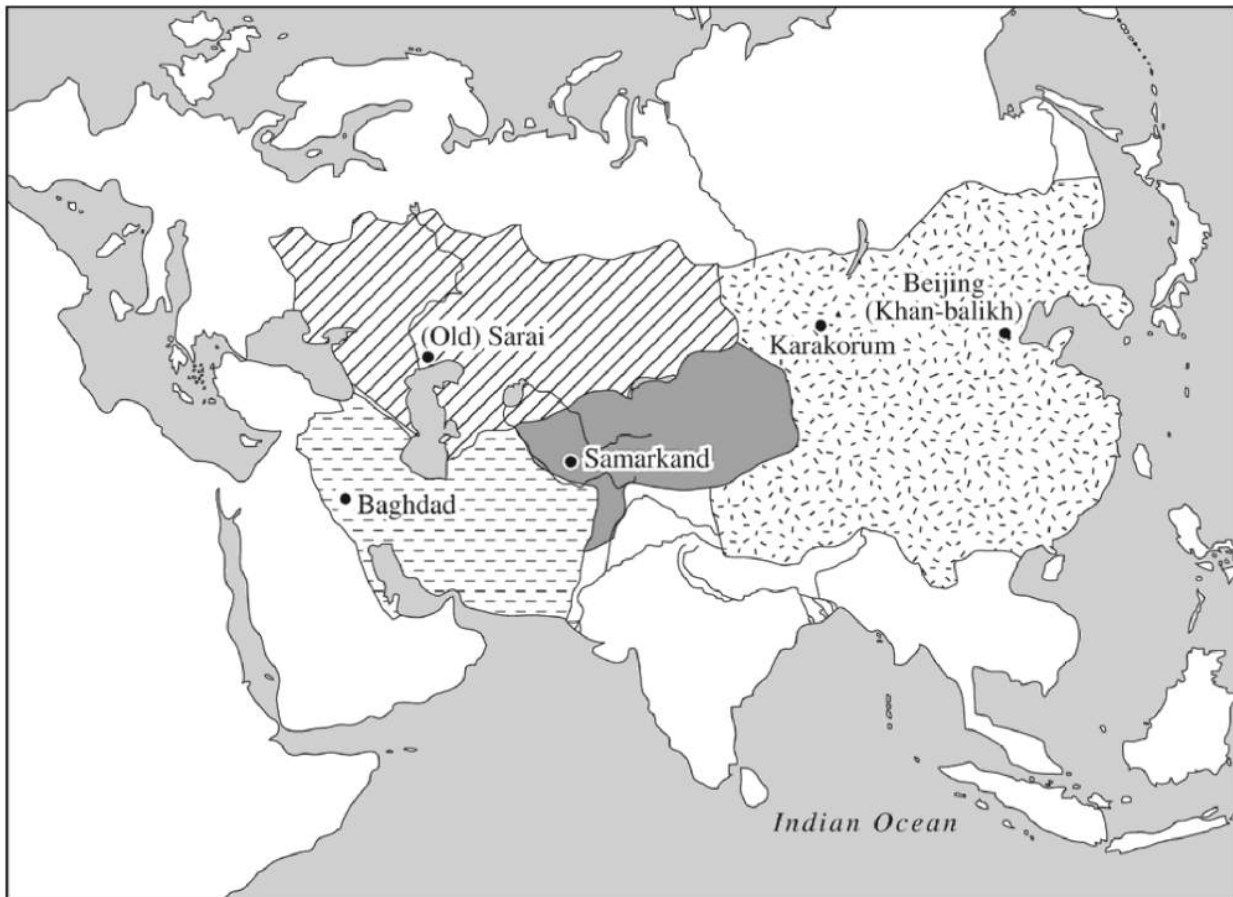 Beijing
(Khan-balikh)
Karakorum
(Old) Sarai
Samarkand
Baghdad
Indian Ocean